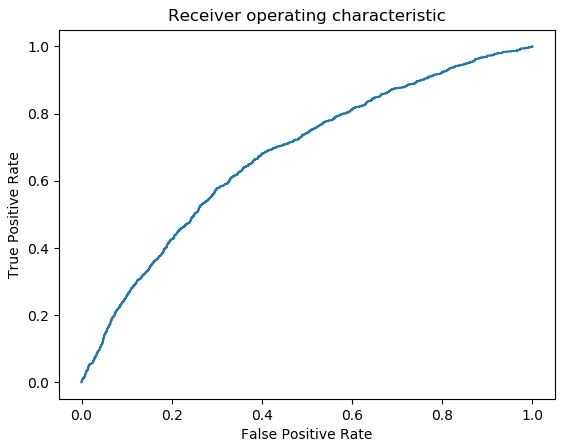 Receiver operating characteristic
1.0
0.8
0.6
0.4
0.2
0.0
True Positive Rate
0.0 0.2 0.4 0.6 0.8 1.0
False Positive Rate